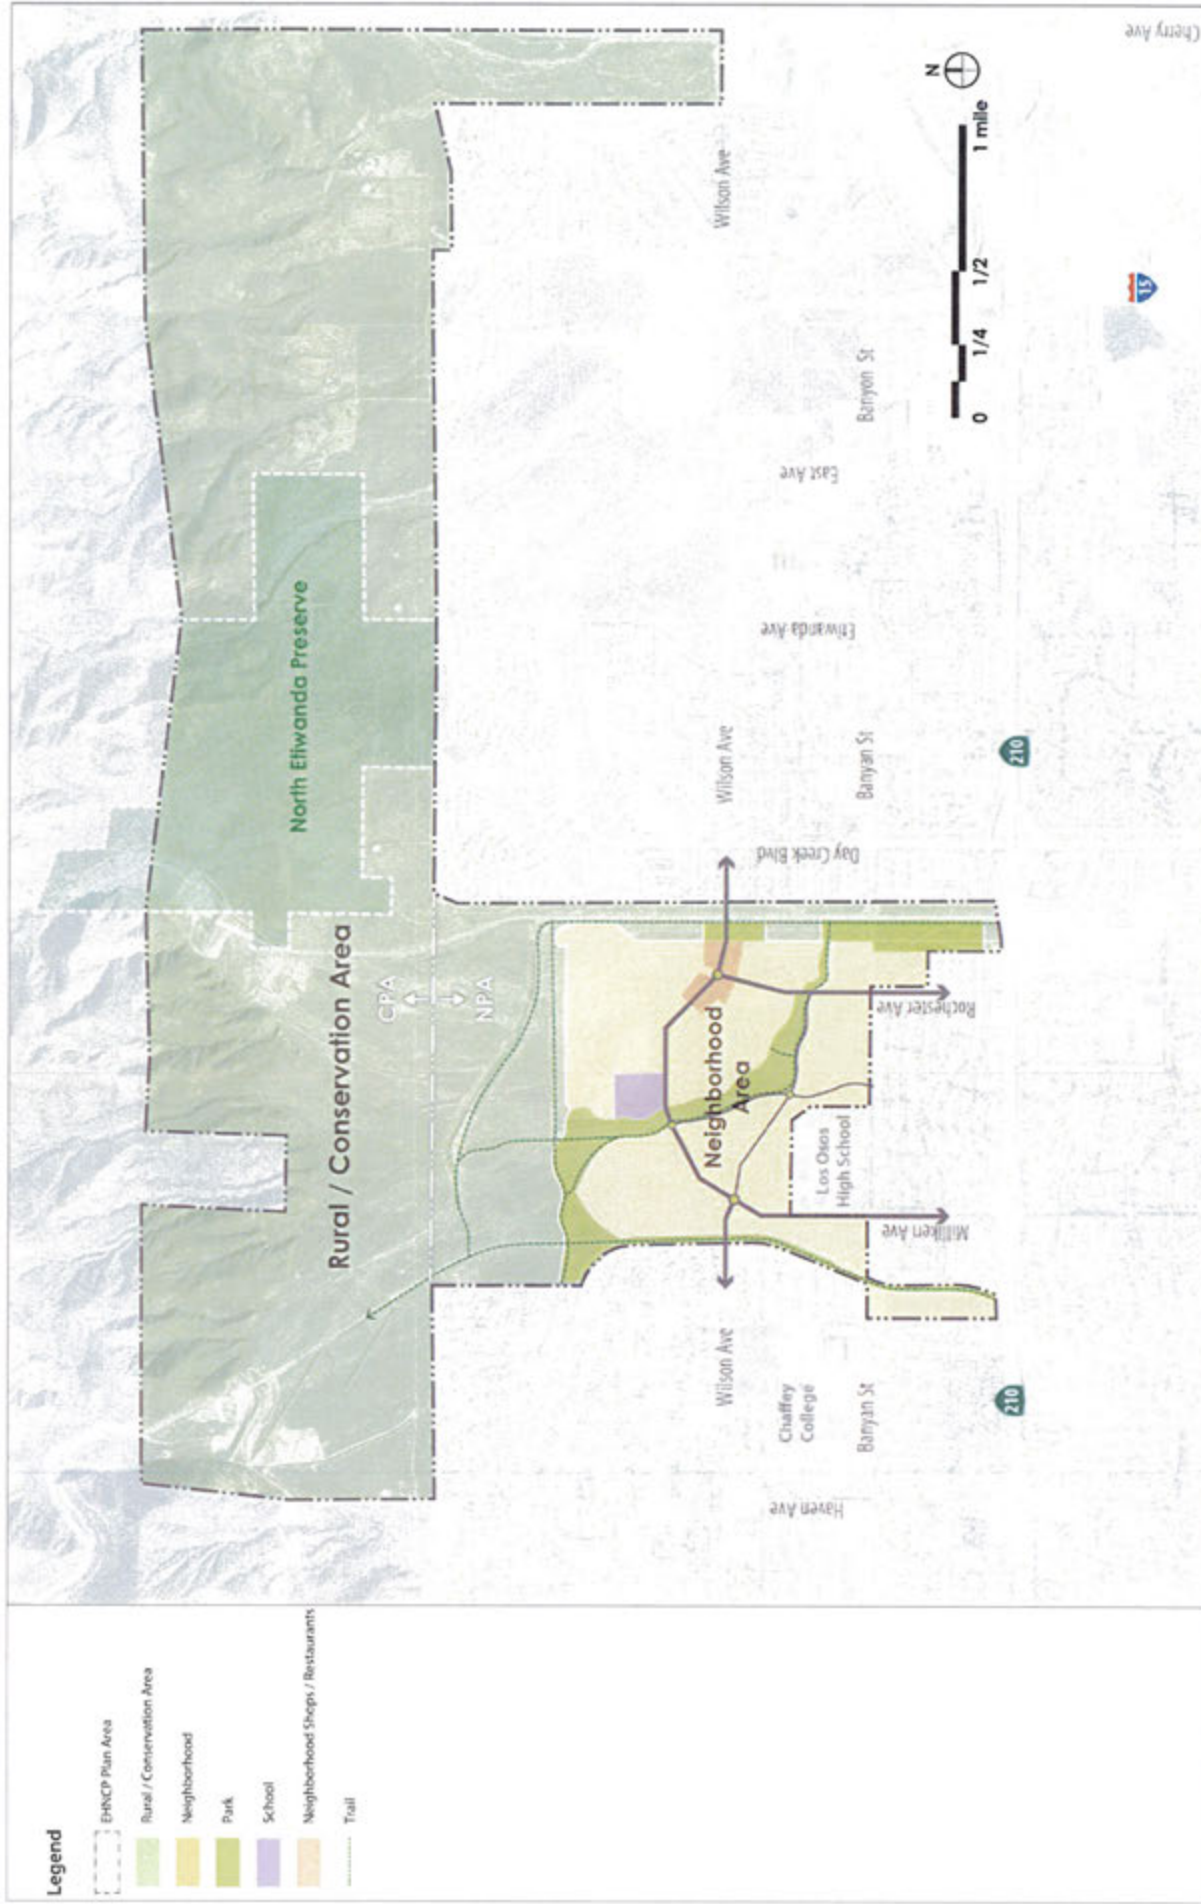 Legend
EHNCP Plan Area
Rural / Conservation Area
Neighborhood
Park
School
Neighborhood Shops / Restaurants
Trail
Rural / Conservation Area
North Etiwanda Preserve
CPA
NPA
Neighborhood
Area
Los Osos
High School
Wilson Ave
Wilson Ave
Wilson Ave
Chaffey
College
Banyan St
Banyan St
Banyon St
Haven Ave
Milliken Ave
Rochester Ave
Day Creek Blvd
Etiwanda Ave
East Ave
Cherry Ave
210
210
15
N
0
1/4
1/2
1 mile